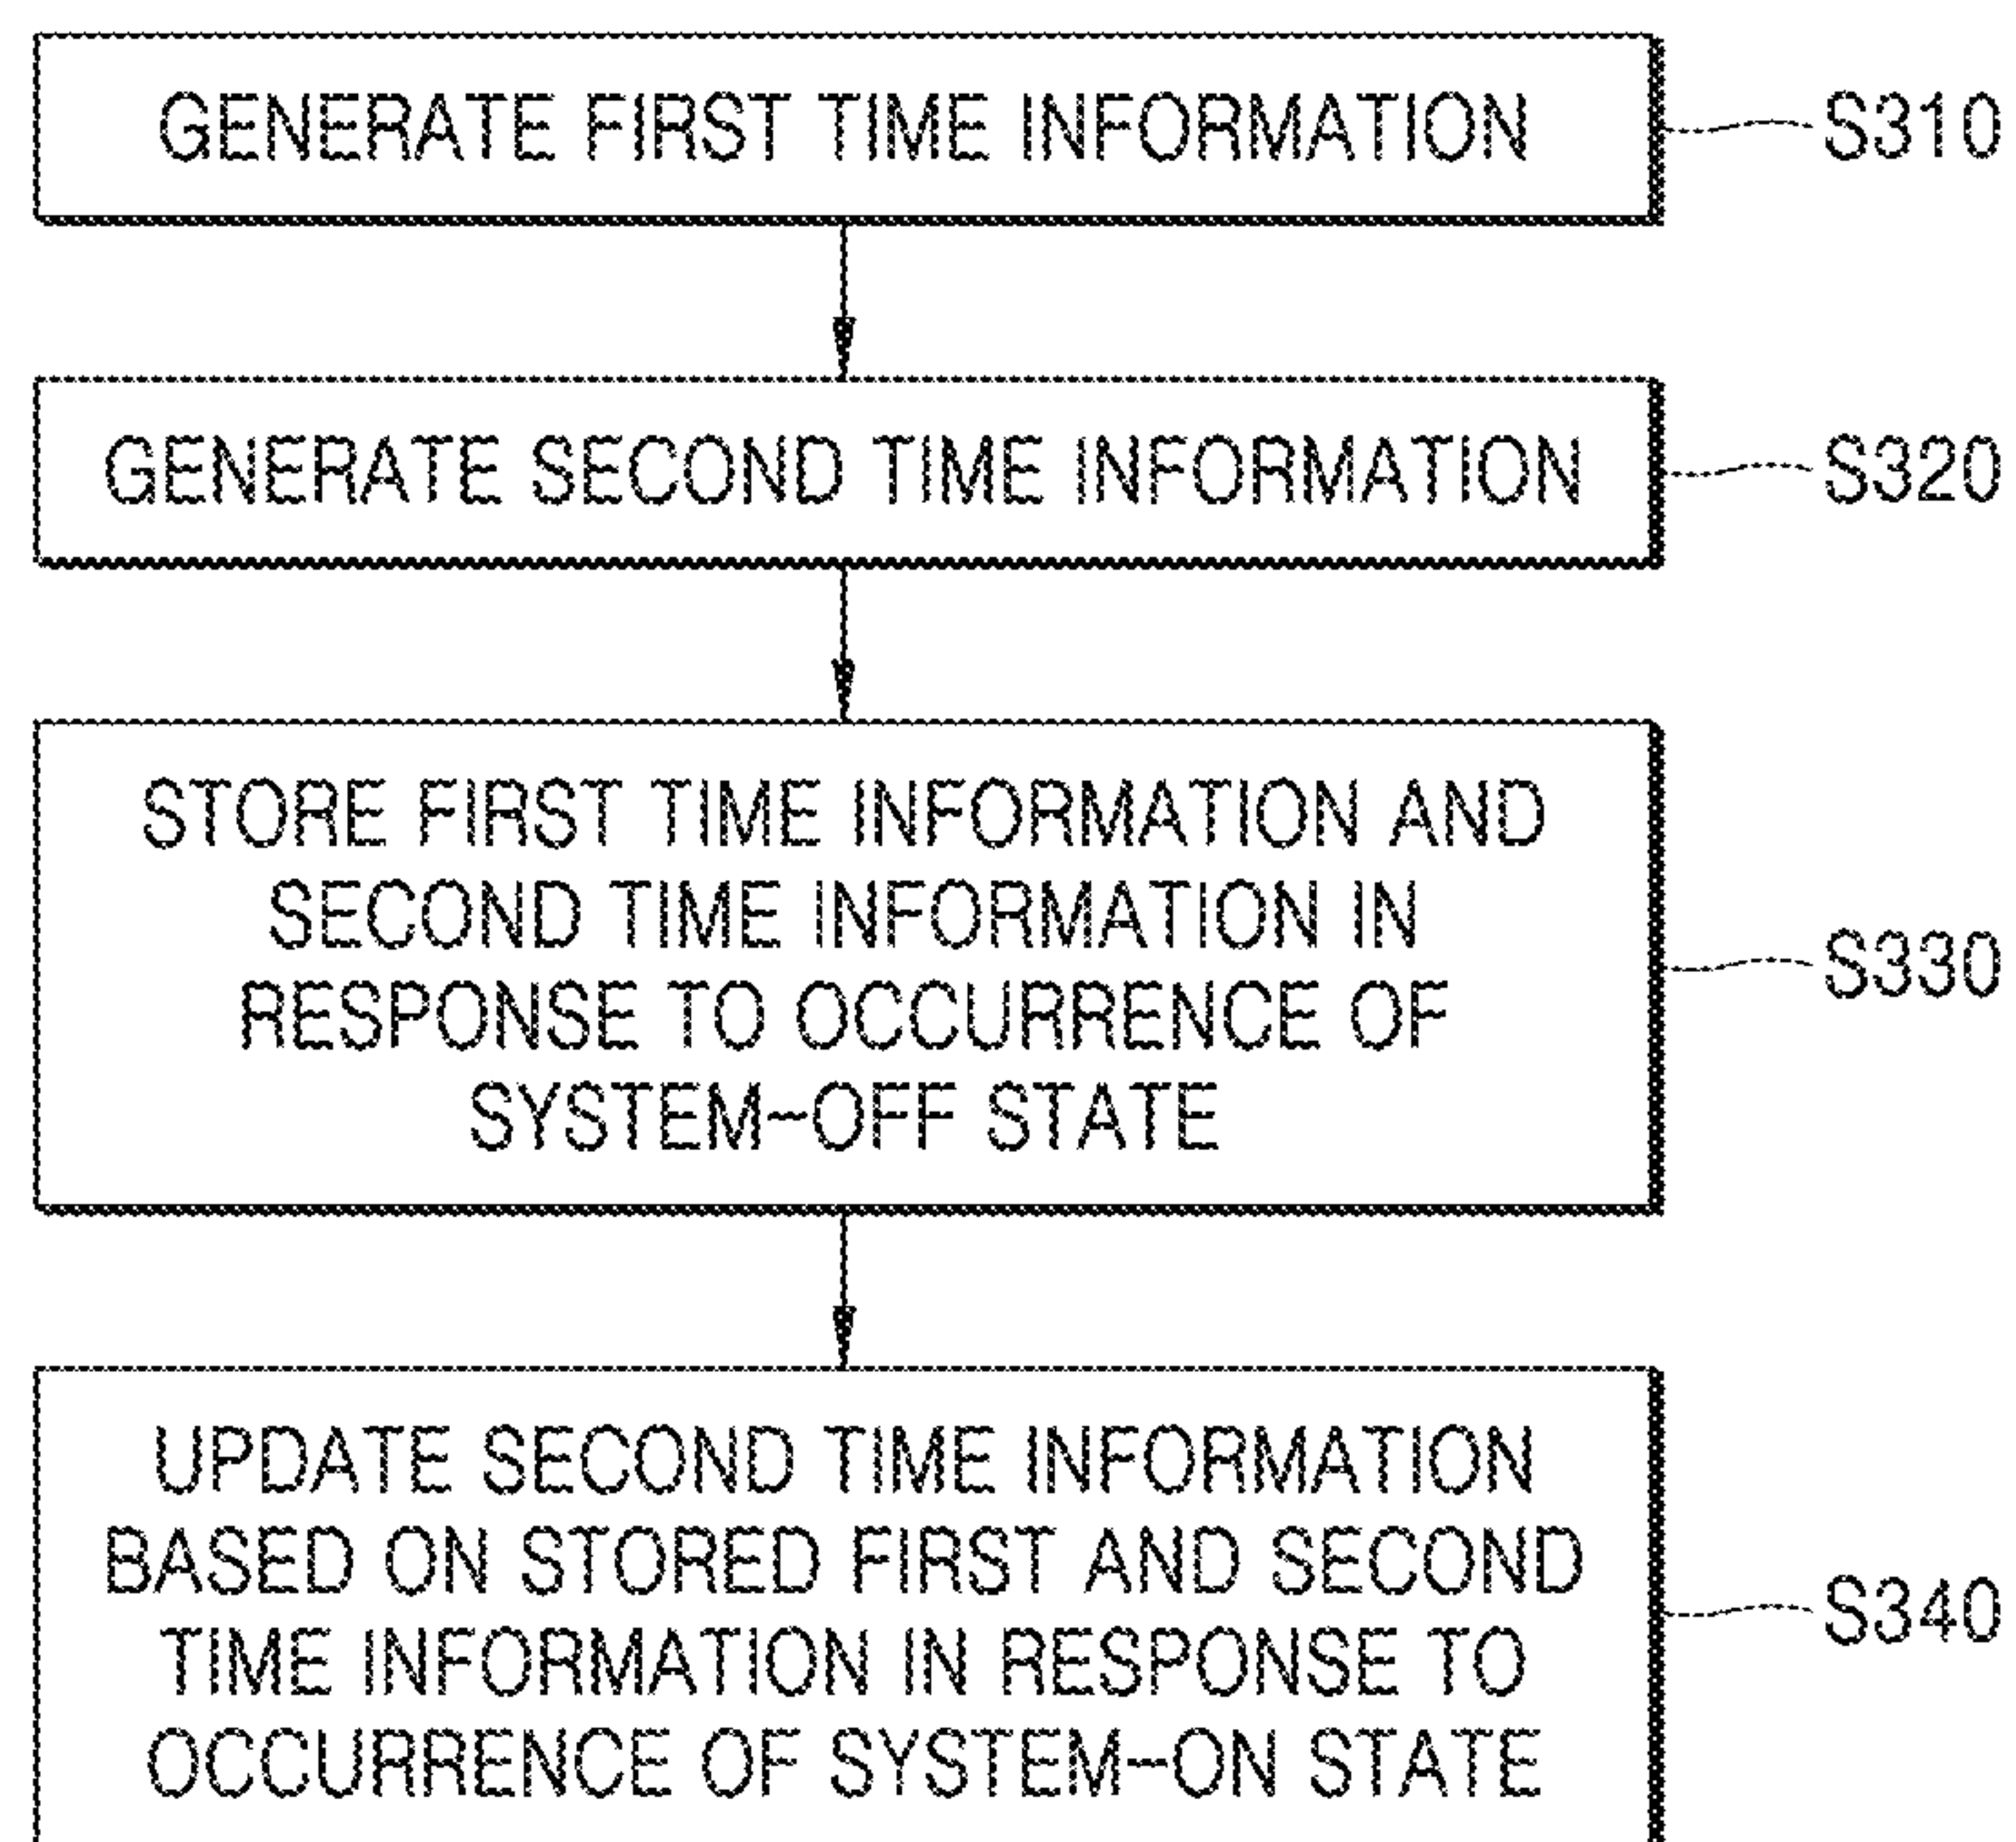 GENERATE FIRST TIME INFORMATION
S310
GENERATE SECOND TIME INFORMATION
S320
STORE FIRST TIME INFORMATION AND
SECOND TIME INFORMATION IN
RESPONSE TO OCCURRENCE OF
SYSTEM-OFF STATE
S330
UPDATE SECOND TIME INFORMATION
BASED ON STORED FIRST AND SECOND
TIME INFORMATION IN RESPONSE TO
OCCURRENCE OF SYSTEM-ON STATE
S340